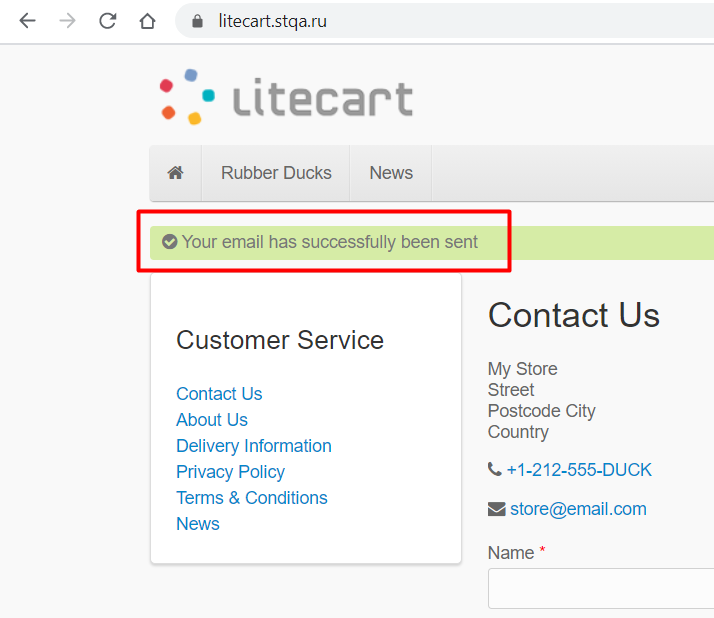 litecart.stqa.ru
litecart
Rubber Ducks News
Your email has successfully been sent
Customer Service
Contact Us
About Us
Delivery Information
Privacy Policy
Terms & Conditions
News
Contact Us
My Store
Street
Postcode City
Country
+1-212-555-DUCK
store@email.com
Name *